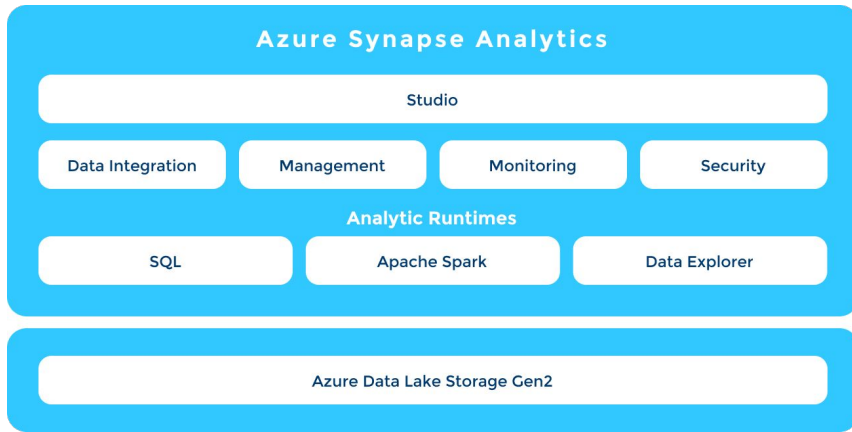 Azure Synapse Analytics
Studio
Data Integration
Management
Monitoring
Security
Analytic Runtimes
SQL
Apache Spark
Data Explorer
Azure Data Lake Storage Gen2